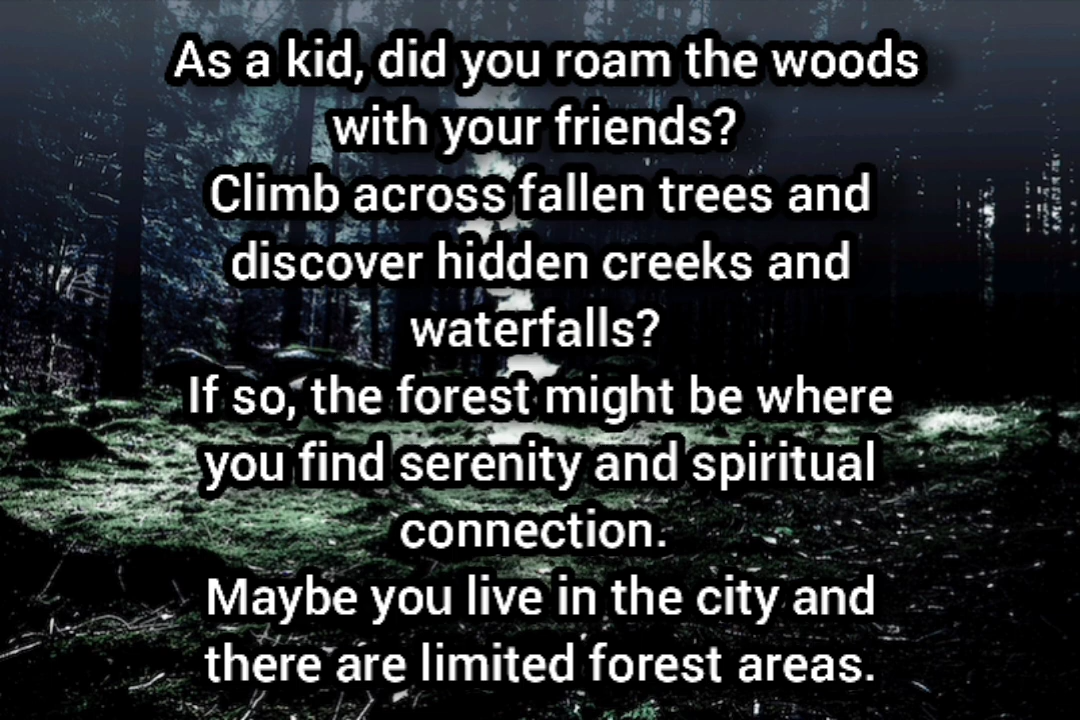 As a kid, did you roam the woods
with your friends?
Climb across fallen trees and
discover hidden creeks and
waterfalls?
If so, the forest might be where
you find serenity and spiritual
connection.
Maybe you live in the city and
there are limited forest areas.